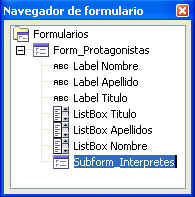 Navegador de formulario
Formularios
Form_Protagonistas
ABC Label Nombre
ABC Label Apellido
ABC Label Titulo
ListBox Titulo
ListBox Apellidos
ListBox Nombre
Subform_Interpretes